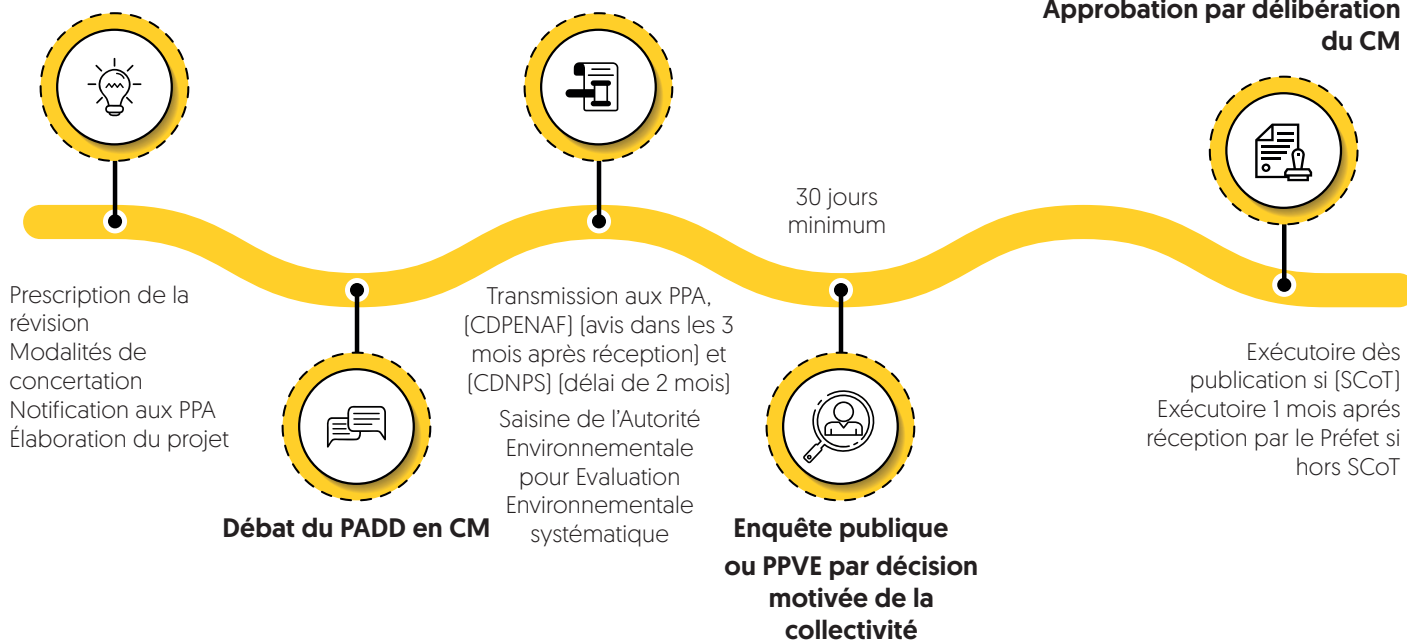 Prescription de la
révision
Modalités de
concertation
Notification aux PPA
Élaboration du projet
Débat du PADD en CM
Transmission aux PPA,
(CDPENAF) (avis dans les 3
mois après réception) et
(CDNPS) (délai de 2 mois)
Saisine de l'Autorité
Environnementale
pour Evaluation
Environnementale
systématique
30 jours
minimum
Enquête publique
ou PPVE par décision
motivée de la
collectivité
Approbation par délibération
du CM
Exécutoire dès
publication si (SCoT)
Exécutoire 1 mois aprés
réception par le Préfet si
hors SCoT